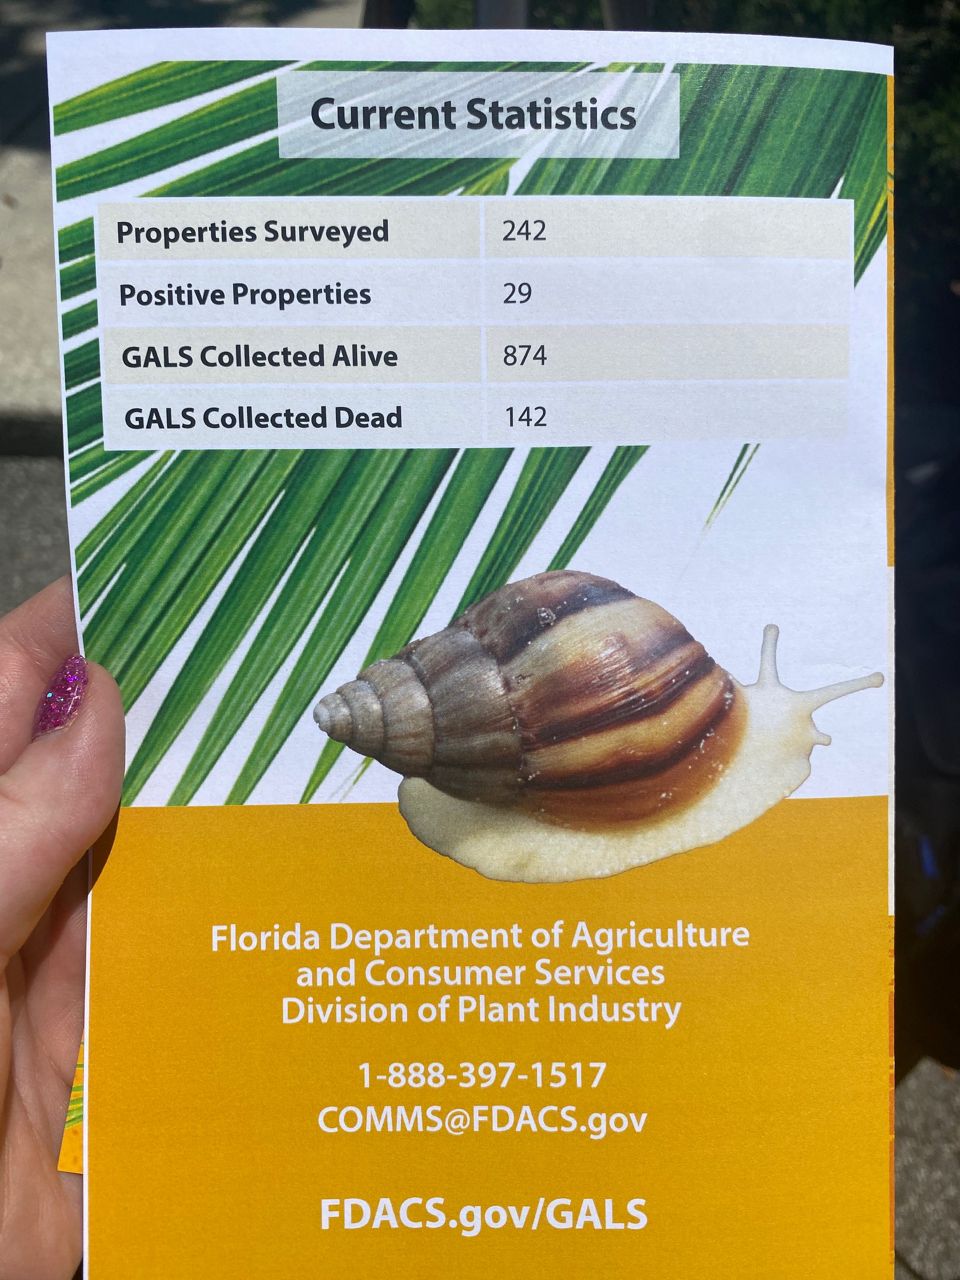 Current Statistics
Properties Surveyed 242
Positive Properties 29
GALS Collected Alive 874
GALS Collected Dead 142
Florida Department of Agriculture
and Consumer Services
Division of Plant Industry
1-888-397-1517
COMMS@FDACS.gov
FDACS.gov/GALS